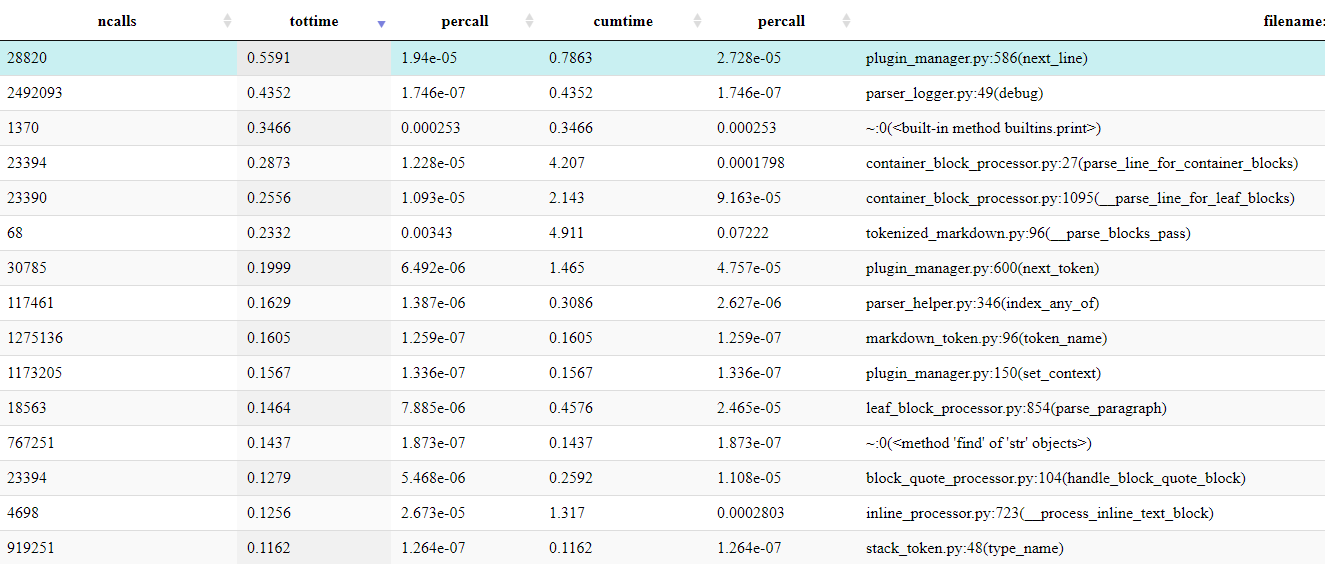 ncalls tottime percall cumtime percall filename:
28820 0.5591 1.94e-05 0.7863 2.728e-05 plugin_manager.py:586(next_line)
2492093 0.4352 1.746e-07 0.4352 1.746e-07 parser_logger.py:49(debug)
1370 0.3466 0.000253 0.3466 0.000253 ~:0(<built-in method builtins.print>)
23394 0.2873 1.228e-05 4.207 0.0001798 container_block_processor.py:27(parse_line_for_container_blocks)
23390 0.2556 1.093e-05 2.143 9.163e-05 container_block_processor.py:1095(__parse_line_for_leaf_blocks)
68 0.2332 0.00343 4.911 0.07222 tokenized_markdown.py:96(__parse_blocks_pass)
30785 0.1999 6.492e-06 1.465 4.757e-05 plugin_manager.py:600(next_token)
117461 0.1629 1.387e-06 0.3086 2.627e-06 parser_helper.py:346(index_any_of)
1275136 0.1605 1.259e-07 0.1605 1.259e-07 markdown_token.py:96(token_name)
1173205 0.1567 1.336e-07 0.1567 1.336e-07 plugin_manager.py:150(set_context)
18563 0.1464 7.885e-06 0.4576 2.465e-05 leaf_block_processor.py:854(parse_paragraph)
767251 0.1437 1.873e-07 0.1437 1.873e-07 ~:0(<method 'find' of 'str' objects>)
23394 0.1279 5.468e-06 0.2592 1.108e-05 block_quote_processor.py:104(handle_block_quote_block)
4698 0.1256 2.673e-05 1.317 0.0002803 inline_processor.py:723(__process_inline_text_block)
919251 0.1162 1.264e-07 0.1162 1.264e-07 stack_token.py:48(type_name)